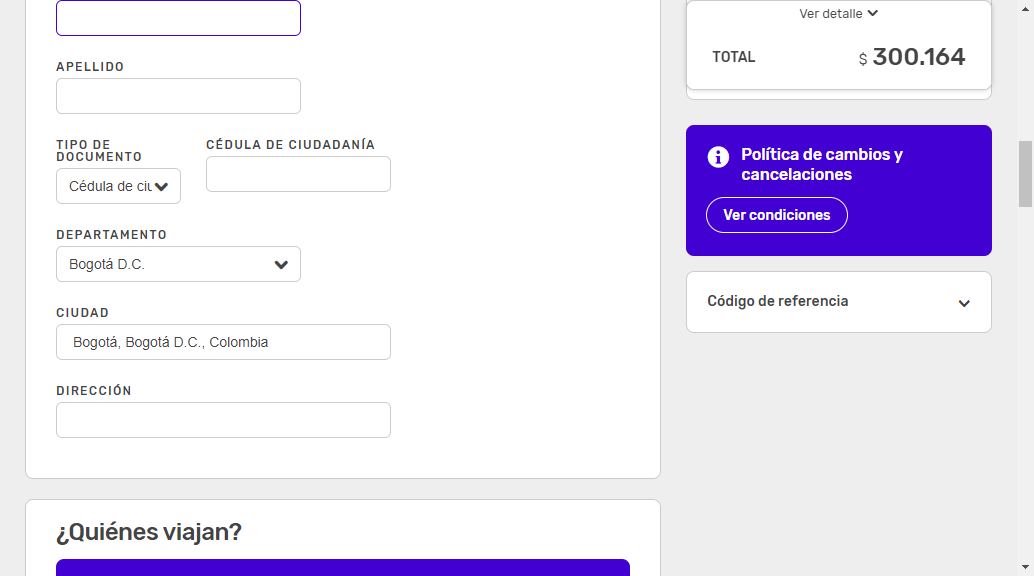 APELLIDO
TIPO DE
DOCUMENTO
CÉDULA DE CIUDADANÍA
Cédula de ciu
DEPARTAMENTO
Bogotá D.C.
CIUDAD
Bogotá, Bogotá D.C., Colombia
DIRECCIÓN
¿Quiénes viajan?
Ver detalle
TOTAL
$ 300.164
Política de cambios y
cancelaciones
Ver condiciones
Código de referencia